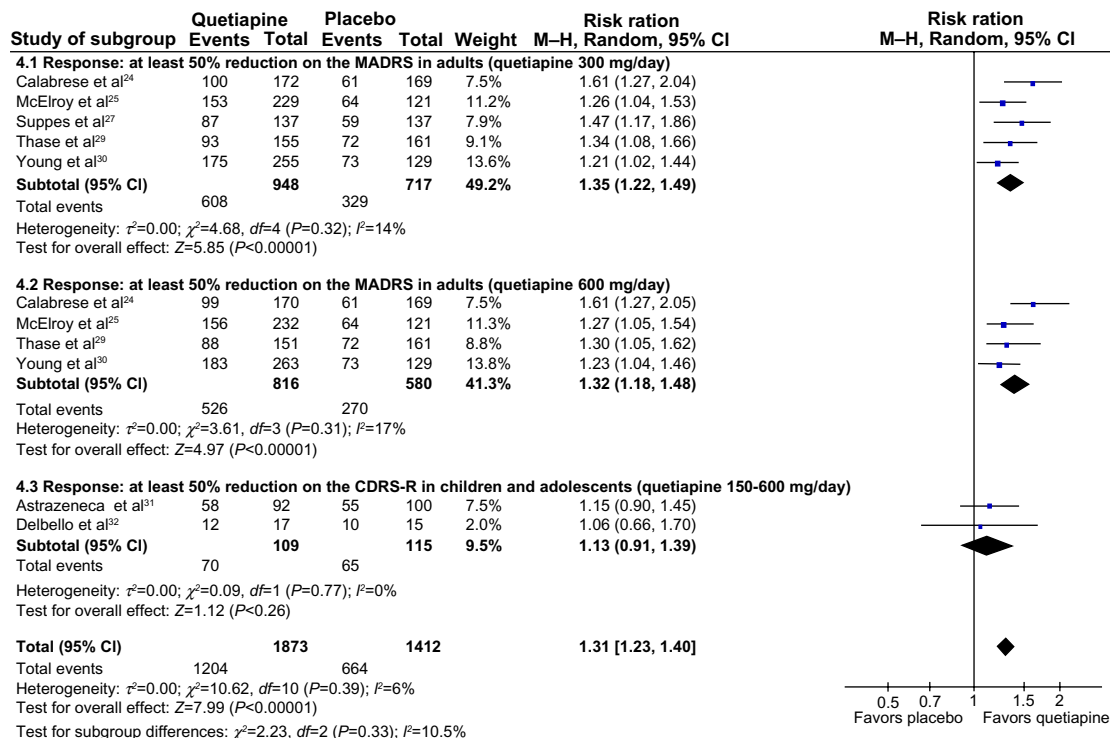 Quetiapine Placebo Risk ration Risk ration
Study of subgroup Events Total Events Total Weight M–H, Random, 95% CI M–H, Random, 95% CI
4.1 Response: at least 50% reduction on the MADRS in adults (quetiapine 300 mg/day)
Calabrese et al²⁴ 100 172 61 169 7.5% 1.61 (1.27, 2.04)
McElroy et al²⁵ 153 229 64 121 11.2% 1.26 (1.04, 1.53)
Suppes et al²⁷ 87 137 59 137 7.9% 1.47 (1.17, 1.86)
Thase et al²⁹ 93 155 72 161 9.1% 1.34 (1.08, 1.66)
Young et al³⁰ 175 255 73 129 13.6% 1.21 (1.02, 1.44)
Subtotal (95% CI) 948 717 49.2% 1.35 (1.22, 1.49)
Total events 608 329
Heterogeneity: τ²=0.00; χ²=4.68, df=4 (P=0.32); I²=14%
Test for overall effect: Z=5.85 (P<0.00001)
4.2 Response: at least 50% reduction on the MADRS in adults (quetiapine 600 mg/day)
Calabrese et al²⁴ 99 170 61 169 7.5% 1.61 (1.27, 2.05)
McElroy et al²⁵ 156 232 64 121 11.3% 1.27 (1.05, 1.54)
Thase et al²⁹ 88 151 72 161 8.8% 1.30 (1.05, 1.62)
Young et al³⁰ 183 263 73 129 13.8% 1.23 (1.04, 1.46)
Subtotal (95% CI) 816 580 41.3% 1.32 (1.18, 1.48)
Total events 526 270
Heterogeneity: τ²=0.00; χ²=3.61, df=3 (P=0.31); I²=17%
Test for overall effect: Z=4.97 (P<0.00001)
4.3 Response: at least 50% reduction on the CDRS-R in children and adolescents (quetiapine 150-600 mg/day)
Astrazeneca et al³¹ 58 92 55 100 7.5% 1.15 (0.90, 1.45)
Delbello et al³² 12 17 10 15 2.0% 1.06 (0.66, 1.70)
Subtotal (95% CI) 109 115 9.5% 1.13 (0.91, 1.39)
Total events 70 65
Heterogeneity: τ²=0.00; χ²=0.09, df=1 (P=0.77); I²=0%
Test for overall effect: Z=1.12 (P<0.26)
Total (95% CI) 1873 1412 1.31 [1.23, 1.40]
Total events 1204 664
Heterogeneity: τ²=0.00; χ²=10.62, df=10 (P=0.39); I²=6%
Test for overall effect: Z=7.99 (P<0.00001)
Test for subgroup differences: χ²=2.23, df=2 (P=0.33); I²=10.5%
0.5 0.7 1 1.5 2
Favors placebo Favors quetiapine